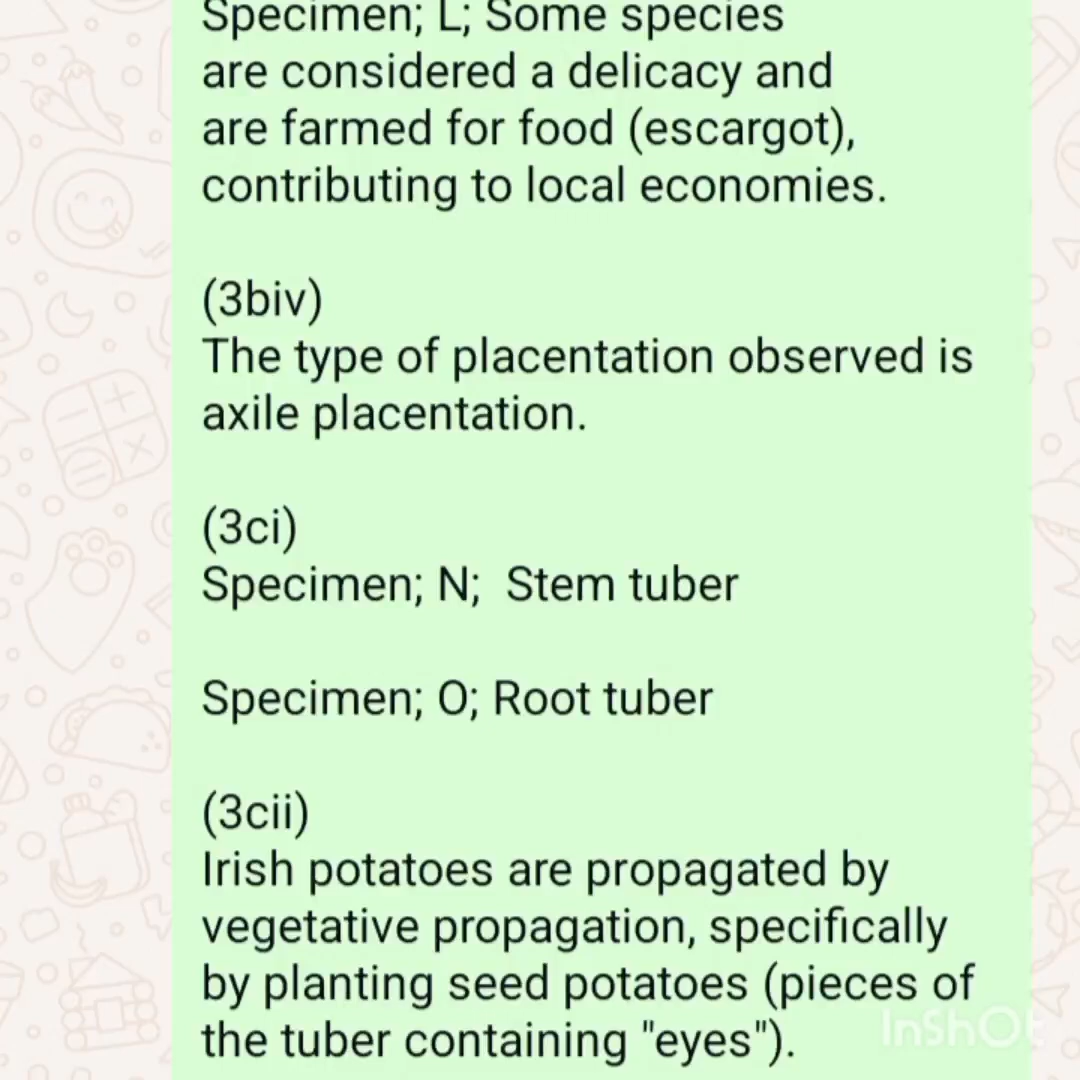 Specimen; L; Some species
are considered a delicacy and
are farmed for food (escargot),
contributing to local economies.
(3biv)
The type of placentation observed is
axile placentation.
(3ci)
Specimen; N;  Stem tuber
Specimen; O; Root tuber
(3cii)
Irish potatoes are propagated by
vegetative propagation, specifically
by planting seed potatoes (pieces of
the tuber containing "eyes").
InShOt